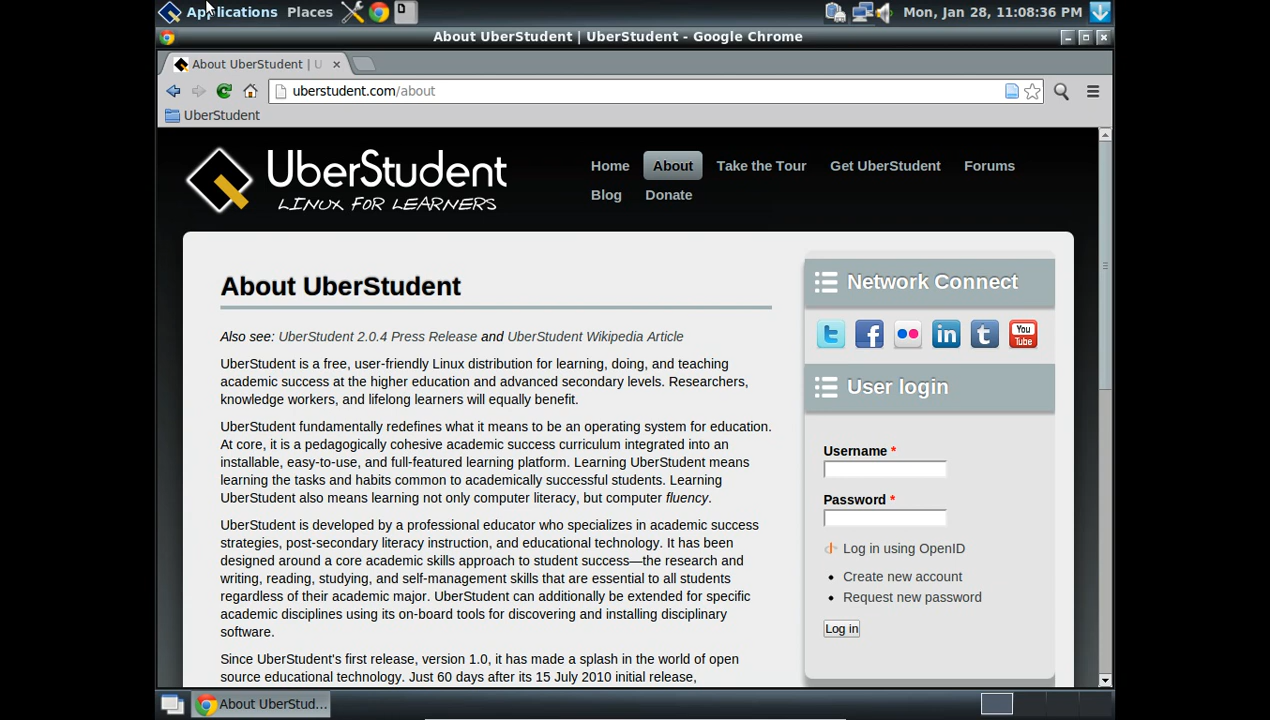 Applications Places D Mon, Jan 28, 11:08:36 PM
About UberStudent | UberStudent - Google Chrome
About UberStudent | U
uberstudent.com/about
UberStudent
UberStudent
LINUX FOR LEARNERS
Home About Take the Tour Get UberStudent Forums
Blog Donate
About UberStudent
Also see: UberStudent 2.0.4 Press Release and UberStudent Wikipedia Article
UberStudent is a free, user-friendly Linux distribution for learning, doing, and teaching
academic success at the higher education and advanced secondary levels. Researchers,
knowledge workers, and lifelong learners will equally benefit.
UberStudent fundamentally redefines what it means to be an operating system for education.
At core, it is a pedagogically cohesive academic success curriculum integrated into an
installable, easy-to-use, and full-featured learning platform. Learning UberStudent means
learning the tasks and habits common to academically successful students. Learning
UberStudent also means learning not only computer literacy, but computer fluency.
UberStudent is developed by a professional educator who specializes in academic success
strategies, post-secondary literacy instruction, and educational technology. It has been
designed around a core academic skills approach to student success—the research and
writing, reading, studying, and self-management skills that are essential to all students
regardless of their academic major. UberStudent can additionally be extended for specific
academic disciplines using its on-board tools for discovering and installing disciplinary
software.
Since UberStudent's first release, version 1.0, it has made a splash in the world of open
source educational technology. Just 60 days after its 15 July 2010 initial release,
Network Connect
t f in t You Tube
User login
Username *
Password *
Log in using OpenID
Create new account
Request new password
Log in
About UberStud...